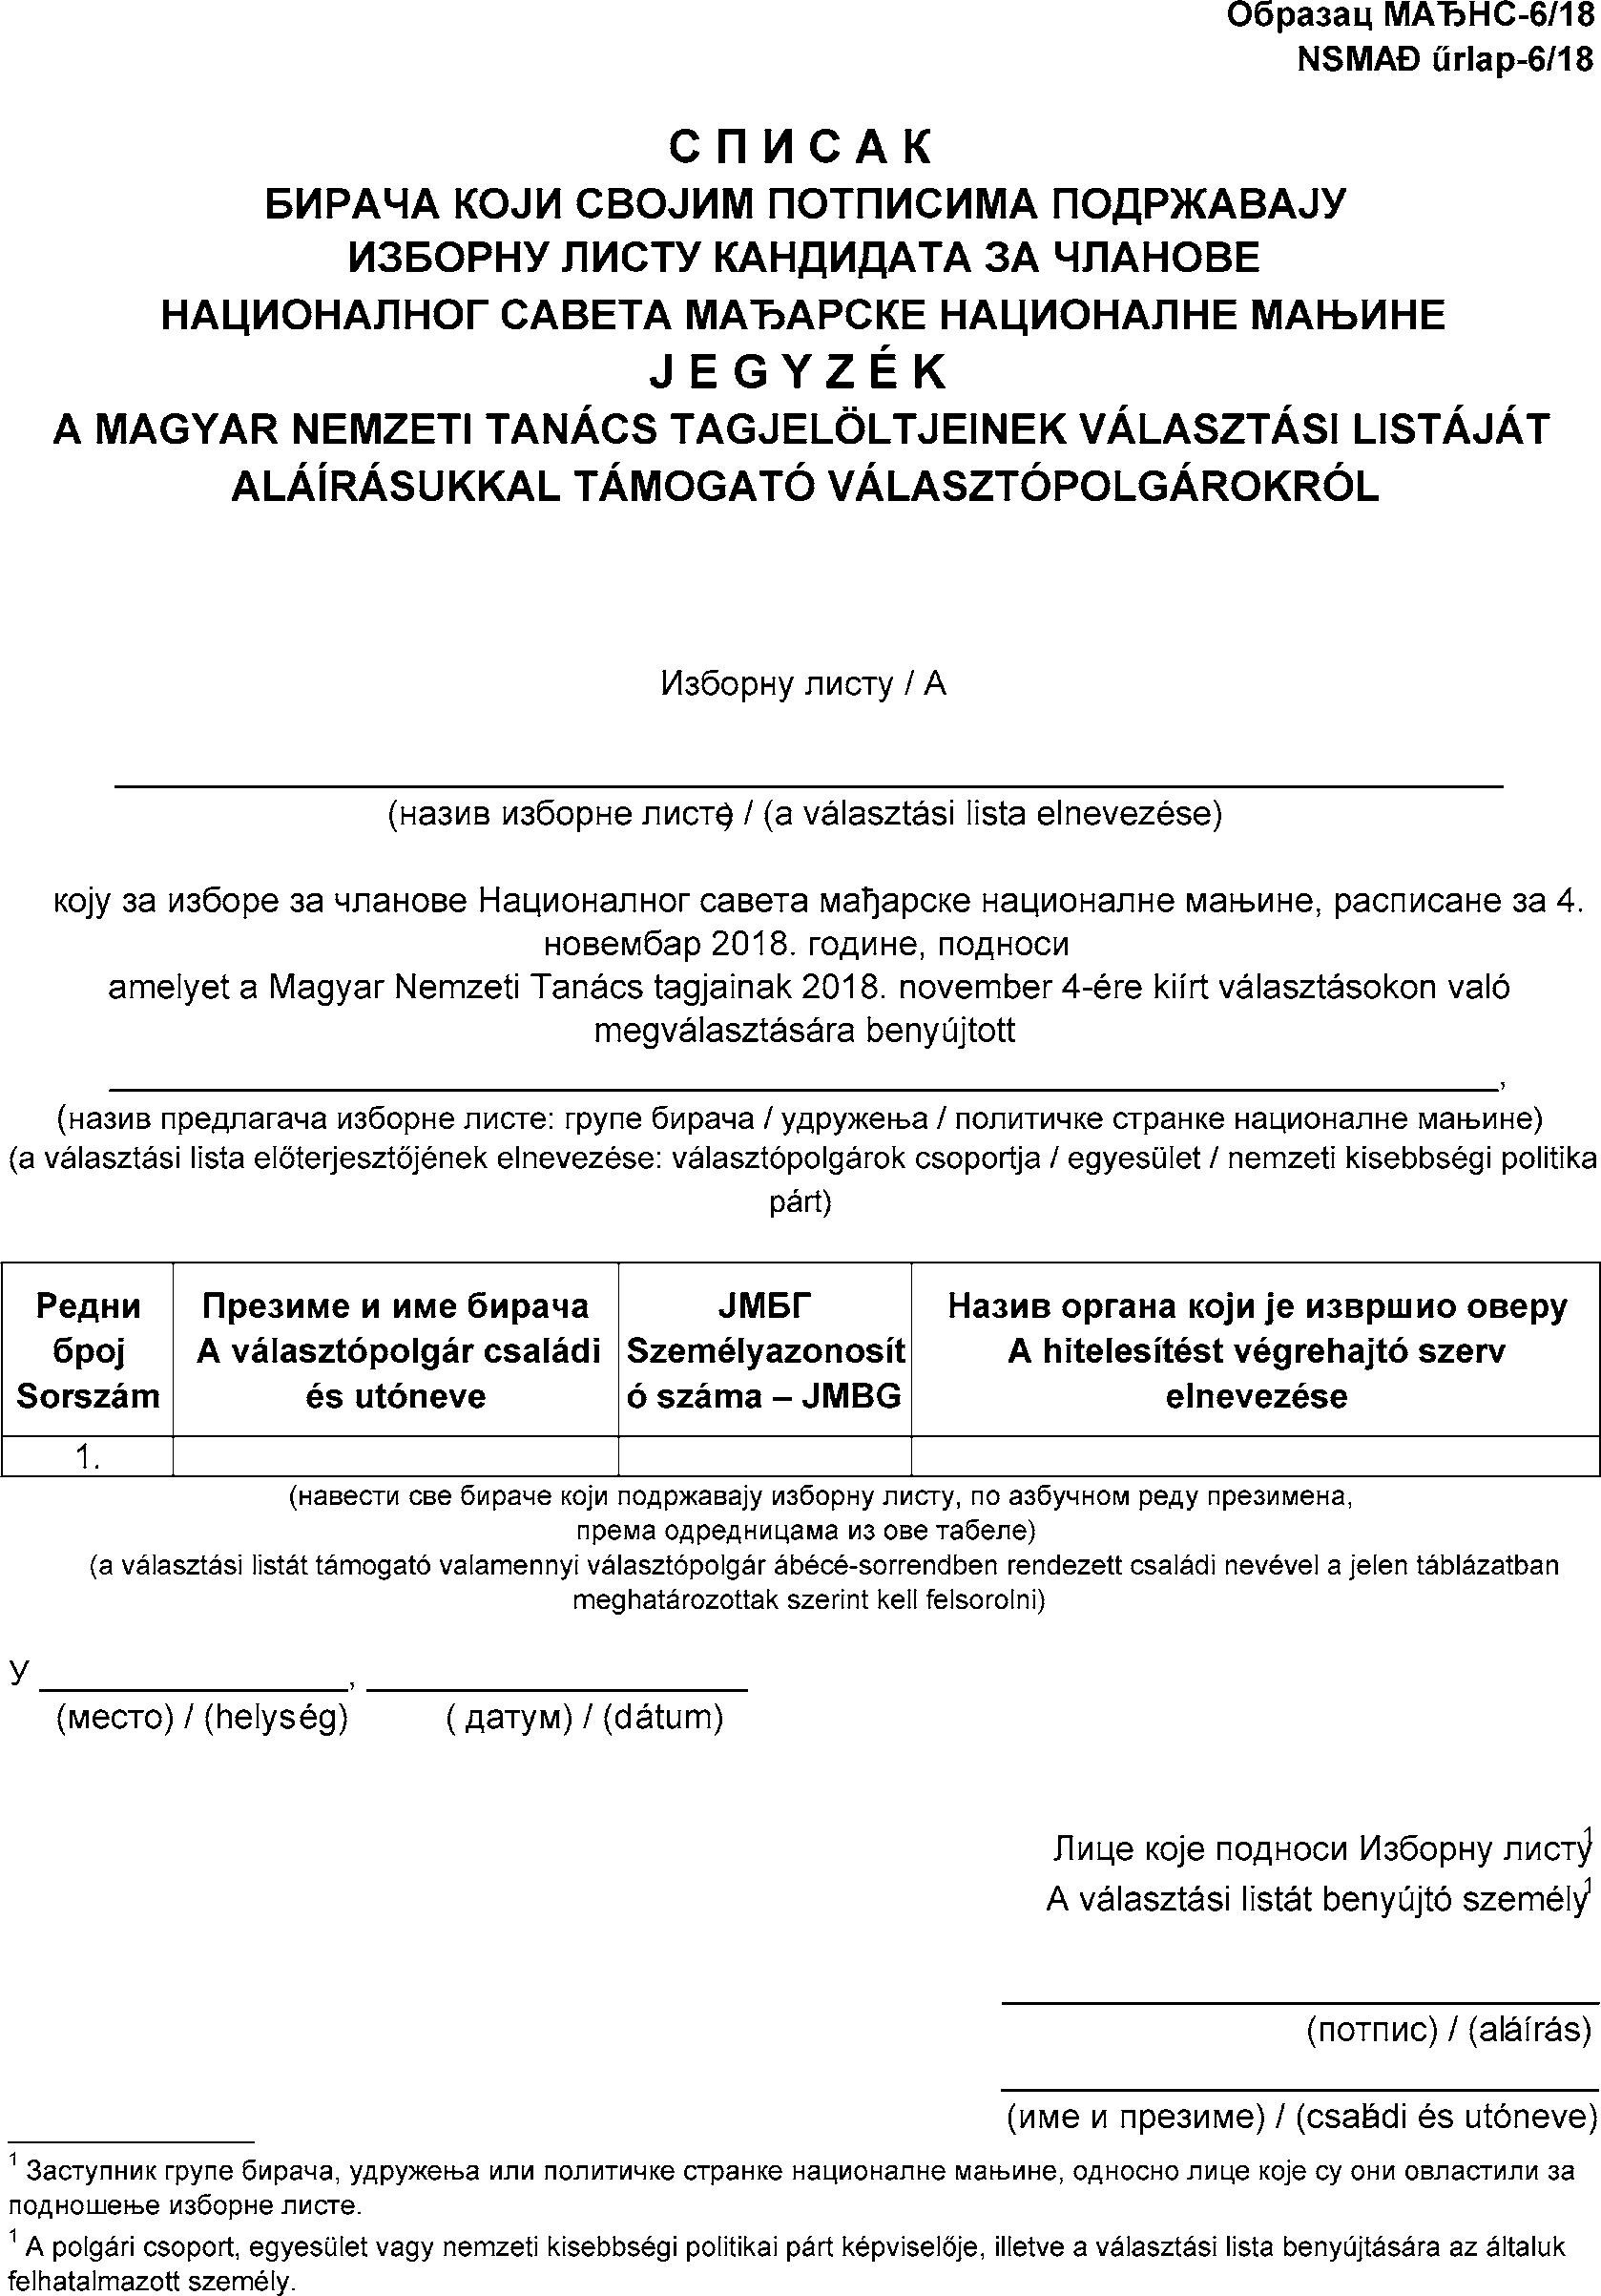 Образац МАЂНС-6/18
NSMAĐ űrlap-6/18
С П И С А К
БИРАЧА КОЈИ СВОЈИМ ПОТПИСИМА ПОДРЖАВАЈУ
ИЗБОРНУ ЛИСТУ КАНДИДАТА ЗА ЧЛАНОВЕ
НАЦИОНАЛНОГ САВЕТА МАЂАРСКЕ НАЦИОНАЛНЕ МАЊИНЕ
J E G Y Z É K
A MAGYAR NEMZETI TANÁCS TAGJELÖLTJEINEK VÁLASZTÁSI LISTÁJÁT
ALÁÍRÁSUKKAL TÁMOGATÓ VÁLASZTÓPOLGÁROKRÓL
Изборну листу / A
(назив изборне листе) / (a választási lista elnevezése)
коју за изборе за чланове Националног савета мађарске националне мањине, расписане за 4.
новембар 2018. године, подноси
amelyet a Magyar Nemzeti Tanács tagjainak 2018. november 4-ére kiírt választásokon való
megválasztására benyújtott
,
(назив предлагача изборне листе: групе бирача / удружења / политичке странке националне мањине)
(a választási lista előterjesztőjének elnevezése: választópolgárok csoportja / egyesület / nemzeti kisebbségi politika
párt)
Редни број Sorszám
Презиме и име бирача A választópolgár családi és utóneve
ЈМБГ Személyazonosít ó száma – JMBG
Назив органа који је извршио оверу A hitelesítést végrehajtó szerv elnevezése
1.
(навести све бираче који подржавају изборну листу, по азбучном реду презимена,
према одредницама из ове табеле)
(a választási listát támogató valamennyi választópolgár ábécé-sorrendben rendezett családi nevével a jelen táblázatban
meghatározottak szerint kell felsorolni)
У ________________, ____________________
(место) / (helység) ( датум) / (dátum)
Лице које подноси Изборну листу1
A választási listát benyújtó személy1
(потпис) / (aláírás)
(име и презиме) / (családi és utóneve)
1 Заступник групе бирача, удружења или политичке странке националне мањине, односно лице које су они овластили за
подношење изборне листе.
1 A polgári csoport, egyesület vagy nemzeti kisebbségi politikai párt képviselője, illetve a választási lista benyújtására az általuk
felhatalmazott személy.